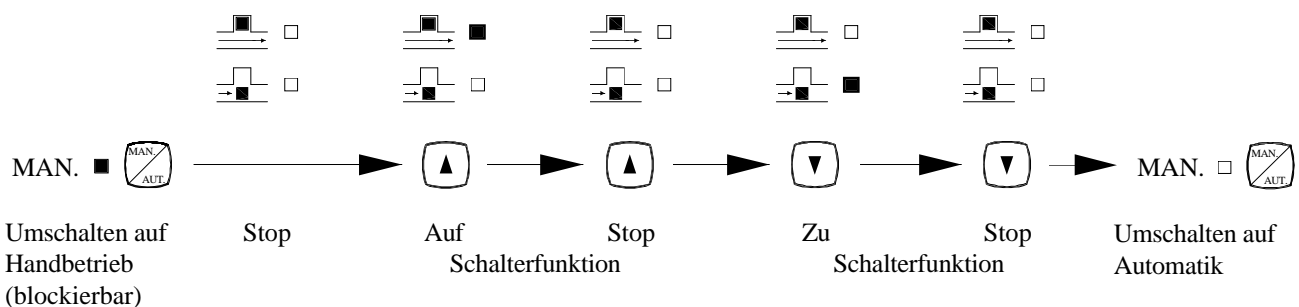 MAN. MAN. AUT. MAN. MAN. AUT.
Umschalten auf Handbetrieb (blockierbar)
Stop
Auf Stop
Schalterfunktion
Zu Stop
Schalterfunktion
Umschalten auf
Automatik